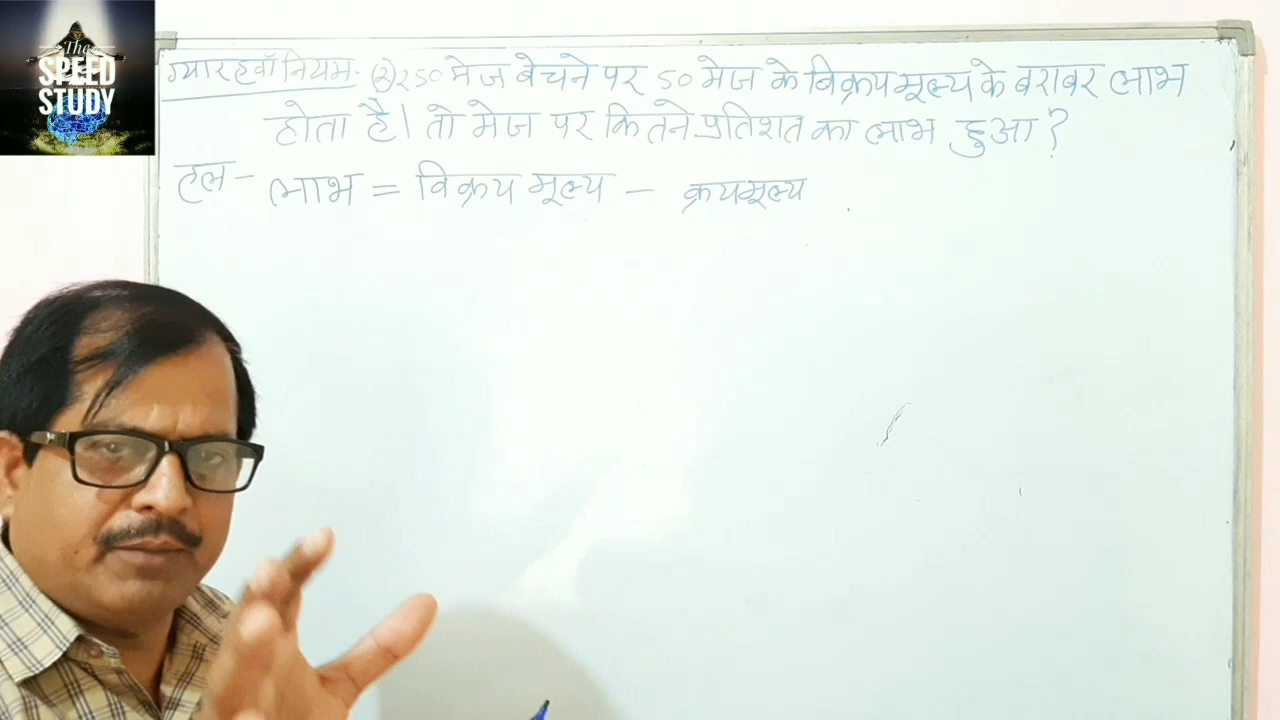 The
SPEED
STUDY
ग्यारहवाँ नियम- (2) 250 मेज बेचने पर 50 मेज के विक्रय मूल्य के बराबर लाभ
होता है। तो मेज पर कितने प्रतिशत का लाभ हुआ?
हल- लाभ = विक्रय मूल्य - क्रयमूल्य